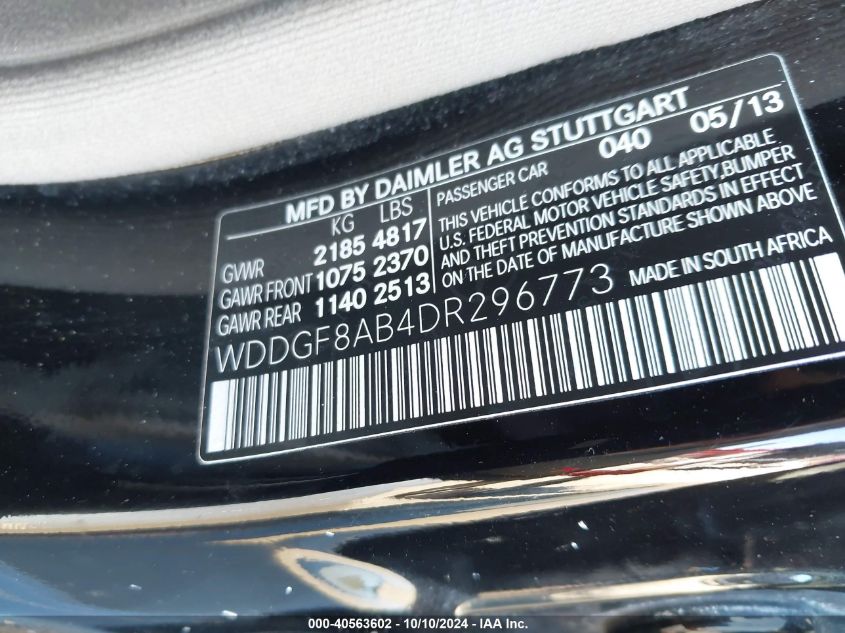 MFD BY DAIMLER AG STUTTGART
KG LBS
GVWR 2185 4817
GAWR FRONT 1075 2370
GAWR REAR 1140 2513
PASSENGER CAR 040 05/13
THIS VEHICLE CONFORMS TO ALL APPLICABLE
U.S. FEDERAL MOTOR VEHICLE SAFETY,BUMPER
AND THEFT PREVENTION STANDARDS IN EFFECT
ON THE DATE OF MANUFACTURE SHOWN ABOVE
WDDGF8AB4DR296773 MADE IN SOUTH AFRICA
000-40563602 - 10/10/2024 - IAA Inc.